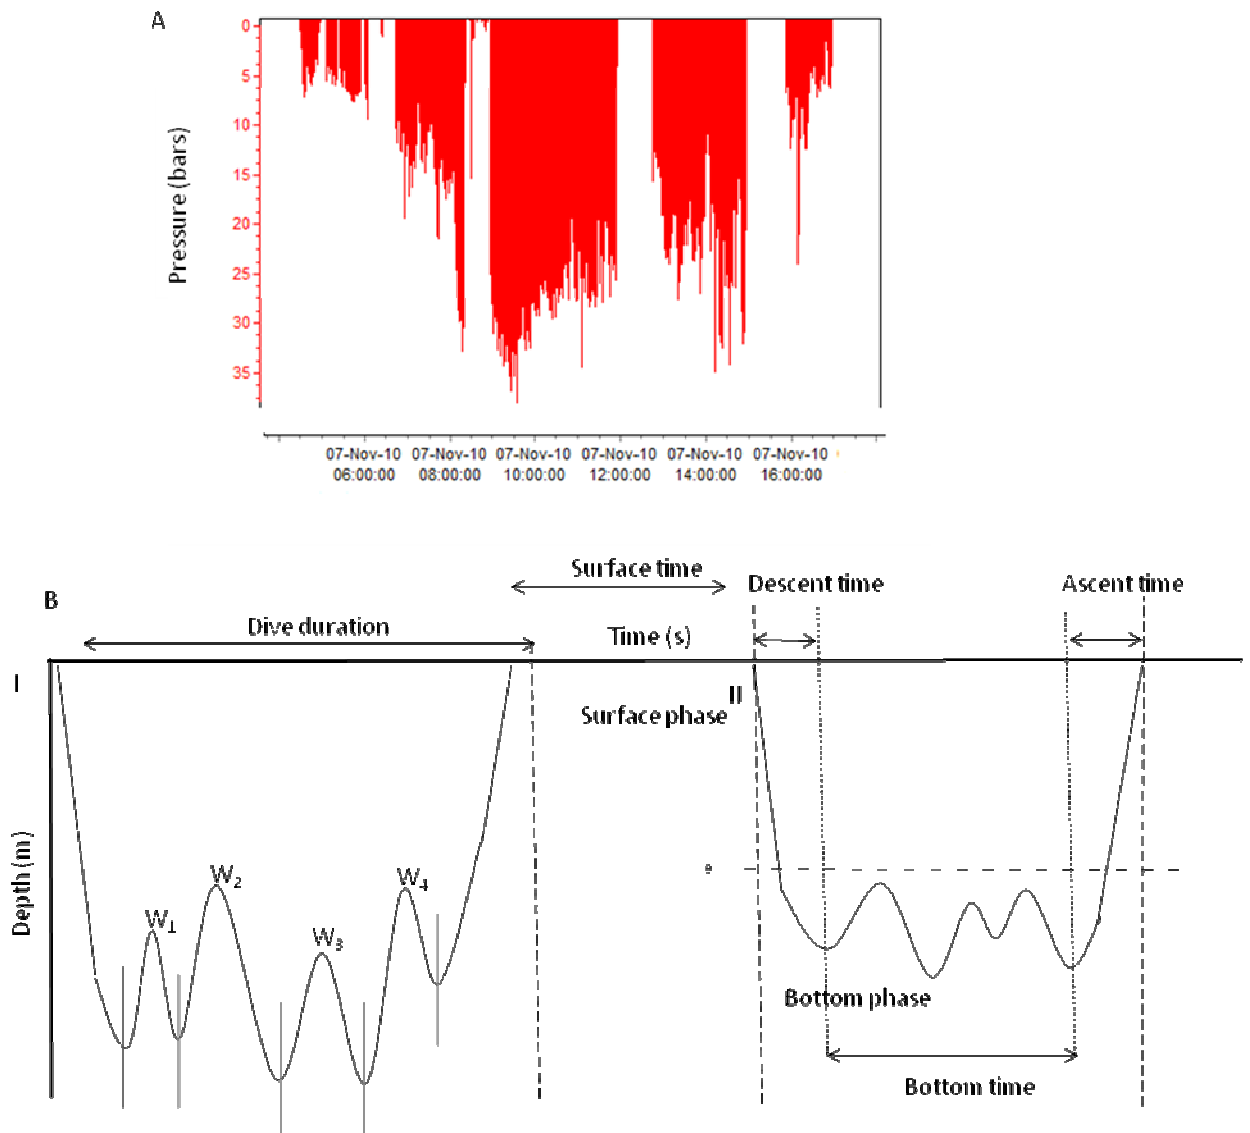 A
Pressure (bars)
0
5
10
15
20
25
30
35
07-Nov-10 07-Nov-10 07-Nov-10 07-Nov-10 07-Nov-10 07-Nov-10
06:00:00 08:00:00 10:00:00 12:00:00 14:00:00 16:00:00
B
Surface time
Descent time
Ascent time
Dive duration
Time (s)
I
II
Surface phase
Depth (m)
W1
W2
W3
W4
e
Bottom phase
Bottom time